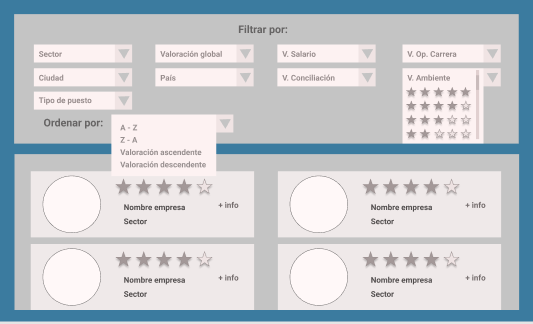 Filtrar por:
Sector
Valoración global
V. Salario
V. Op. Carrera
Ciudad
País
V. Conciliación
V. Ambiente
Tipo de puesto
Ordenar por:
A - Z
Z - A
Valoración ascendente
Valoración descendente
Nombre empresa
+ info
Sector
Nombre empresa
+ info
Sector
Nombre empresa
+ info
Sector
Nombre empresa
+ info
Sector